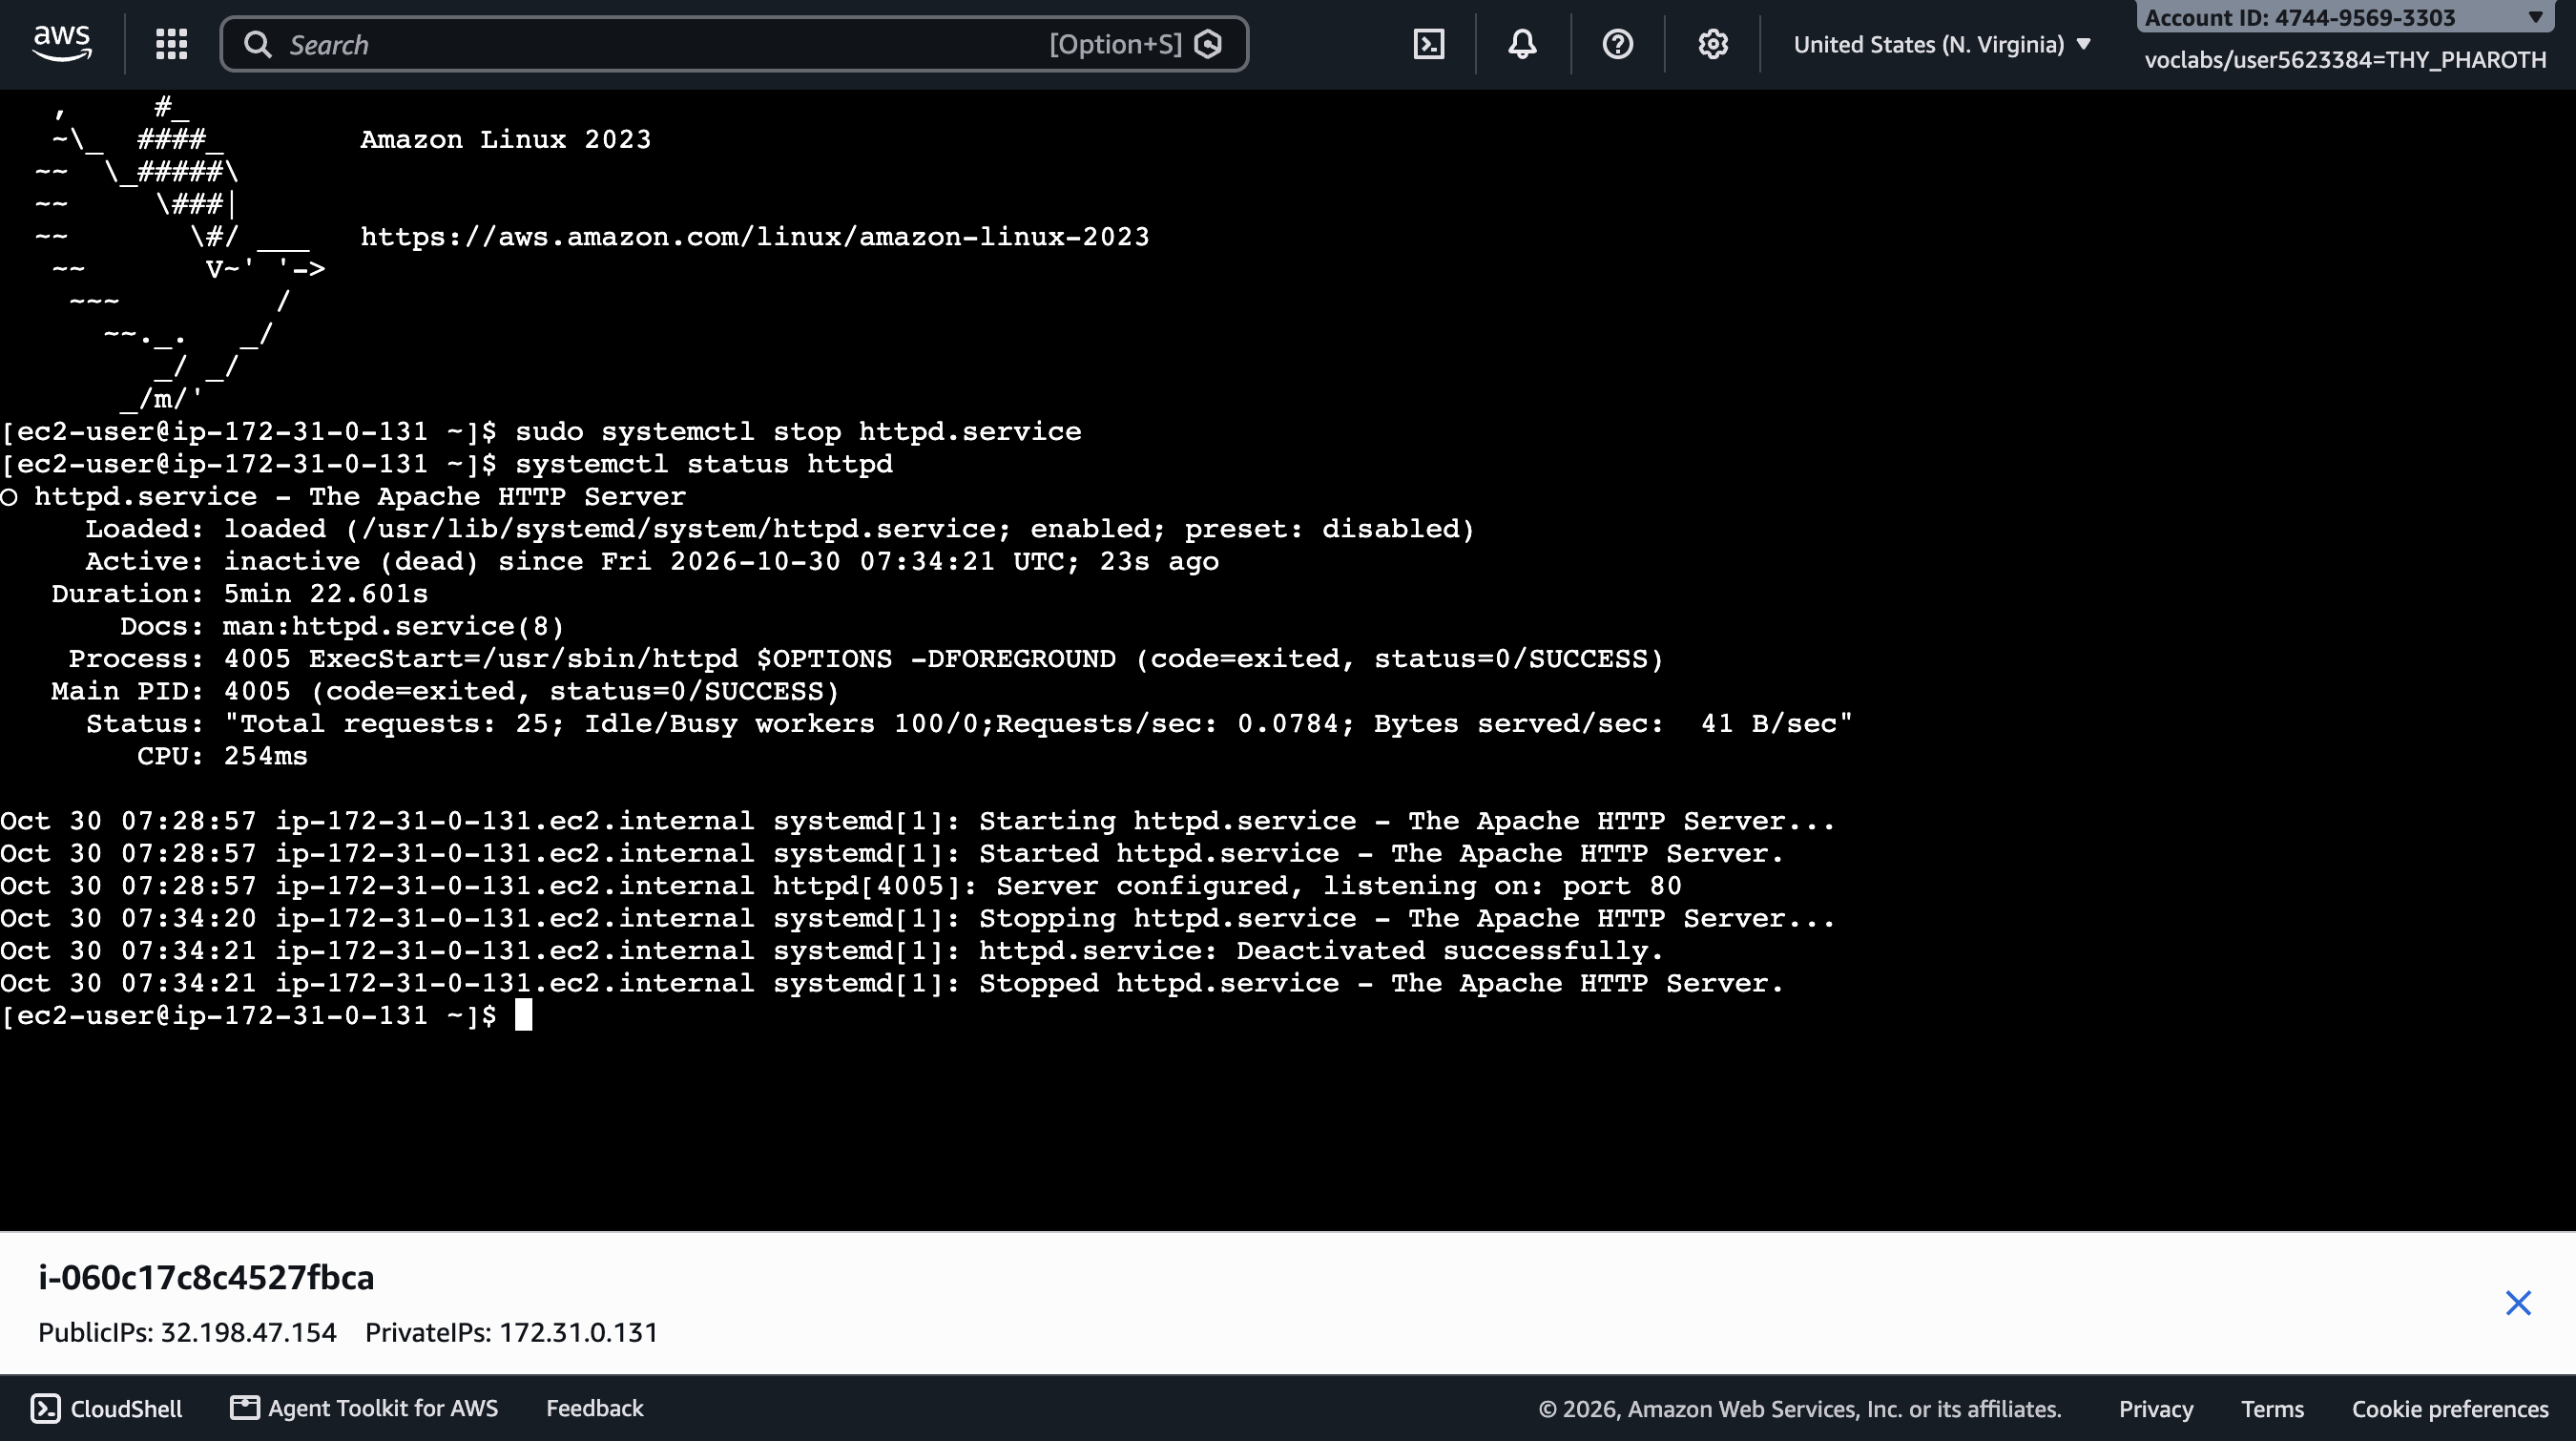 aws
Search [Option+S]
United States (N. Virginia)
Account ID: 4744-9569-3303
voclabs/user5623384=THY_PHAROTH
   ,     #_
   ~\_  ####_        Amazon Linux 2023
  ~~  \_#####\
  ~~     \###|
  ~~       \#/ ___   https://aws.amazon.com/linux/amazon-linux-2023
   ~~       V~' '->
    ~~~         /
      ~~._.   _/
         _/ _/
       _/m/'
[ec2-user@ip-172-31-0-131 ~]$ sudo systemctl stop httpd.service
[ec2-user@ip-172-31-0-131 ~]$ systemctl status httpd
○ httpd.service - The Apache HTTP Server
     Loaded: loaded (/usr/lib/systemd/system/httpd.service; enabled; preset: disabled)
     Active: inactive (dead) since Fri 2026-10-30 07:34:21 UTC; 23s ago
   Duration: 5min 22.601s
       Docs: man:httpd.service(8)
    Process: 4005 ExecStart=/usr/sbin/httpd $OPTIONS -DFOREGROUND (code=exited, status=0/SUCCESS)
   Main PID: 4005 (code=exited, status=0/SUCCESS)
     Status: "Total requests: 25; Idle/Busy workers 100/0;Requests/sec: 0.0784; Bytes served/sec:  41 B/sec"
        CPU: 254ms
Oct 30 07:28:57 ip-172-31-0-131.ec2.internal systemd[1]: Starting httpd.service - The Apache HTTP Server...
Oct 30 07:28:57 ip-172-31-0-131.ec2.internal systemd[1]: Started httpd.service - The Apache HTTP Server.
Oct 30 07:28:57 ip-172-31-0-131.ec2.internal httpd[4005]: Server configured, listening on: port 80
Oct 30 07:34:20 ip-172-31-0-131.ec2.internal systemd[1]: Stopping httpd.service - The Apache HTTP Server...
Oct 30 07:34:21 ip-172-31-0-131.ec2.internal systemd[1]: httpd.service: Deactivated successfully.
Oct 30 07:34:21 ip-172-31-0-131.ec2.internal systemd[1]: Stopped httpd.service - The Apache HTTP Server.
[ec2-user@ip-172-31-0-131 ~]$
i-060c17c8c4527fbca
PublicIPs: 32.198.47.154 PrivateIPs: 172.31.0.131
CloudShell Agent Toolkit for AWS Feedback © 2026, Amazon Web Services, Inc. or its affiliates. Privacy Terms Cookie preferences